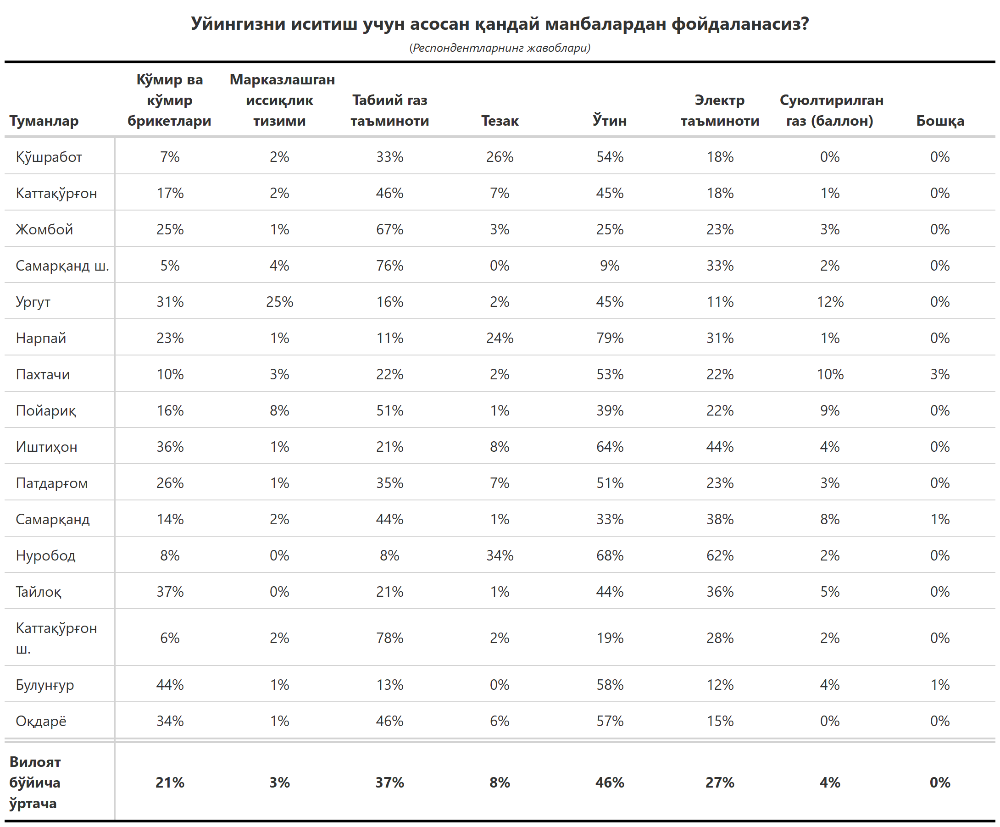 Уйингизни иситиш учун асосан қандай манбалардан фойдаланасиз?
(Респондентларнинг жавоблари)
Туманлар Кўмир ва кўмир брикетлари Марказлашган иссиқлик тизими Табиий газ таъминоти Тезак Ўтин Электр таъминоти Суюлтирилган газ (баллон) Бошқа
Қўшработ 7% 2% 33% 26% 54% 18% 0% 0%
Каттақўрғон 17% 2% 46% 7% 45% 18% 1% 0%
Жомбой 25% 1% 67% 3% 25% 23% 3% 0%
Самарқанд ш. 5% 4% 76% 0% 9% 33% 2% 0%
Ургут 31% 25% 16% 2% 45% 11% 12% 0%
Нарпай 23% 1% 11% 24% 79% 31% 1% 0%
Пахтачи 10% 3% 22% 2% 53% 22% 10% 3%
Пойариқ 16% 8% 51% 1% 39% 22% 9% 0%
Иштиҳон 36% 1% 21% 8% 64% 44% 4% 0%
Патдарғом 26% 1% 35% 7% 51% 23% 3% 0%
Самарқанд 14% 2% 44% 1% 33% 38% 8% 1%
Нуробод 8% 0% 8% 34% 68% 62% 2% 0%
Тайлоқ 37% 0% 21% 1% 44% 36% 5% 0%
Каттақўрғон ш. 6% 2% 78% 2% 19% 28% 2% 0%
Булунғур 44% 1% 13% 0% 58% 12% 4% 1%
Оқдарё 34% 1% 46% 6% 57% 15% 0% 0%
Вилоят бўйича ўртача 21% 3% 37% 8% 46% 27% 4% 0%